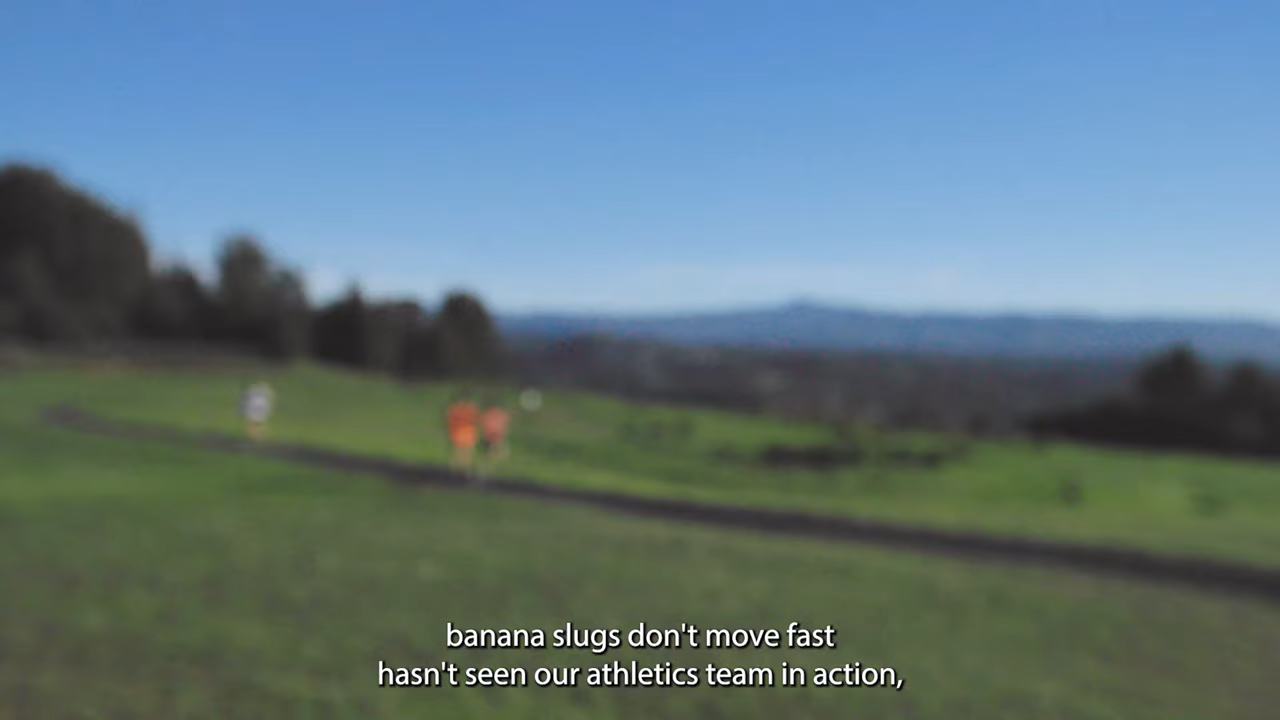 banana slugs don't move fast
hasn't seen our athletics team in action,